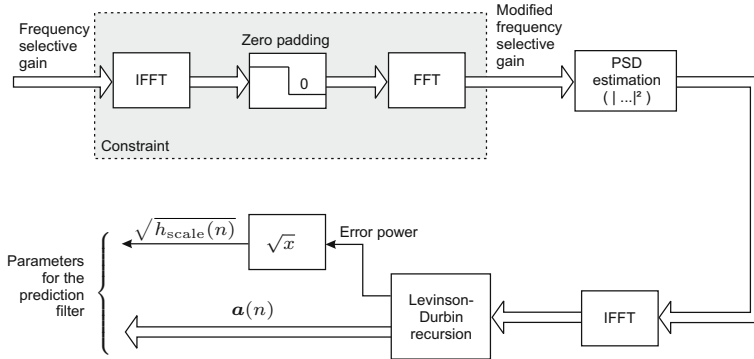 Frequency
selective
gain
IFFT
Zero padding
0
FFT
Constraint
Modified
frequency
selective
gain
PSD
estimation
( | ...|² )
IFFT
Levinson-
Durbin
recursion
Error power
√x
√h_scale(n)
a(n)
Parameters
for the
prediction
filter